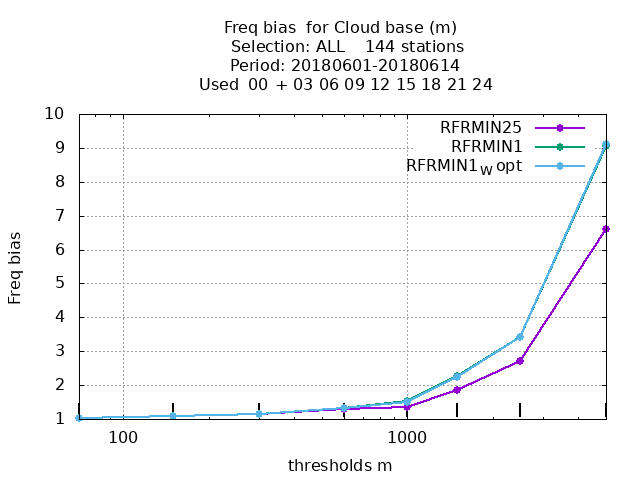 Freq bias  for Cloud base (m)
Selection: ALL    144 stations
Period: 20180601-20180614
Used  00 + 03 06 09 12 15 18 21 24
RFRMIN25
RFRMIN1
RFRMIN1W opt
10
9
8
7
6
5
4
3
2
1
Freq bias
100
1000
thresholds m